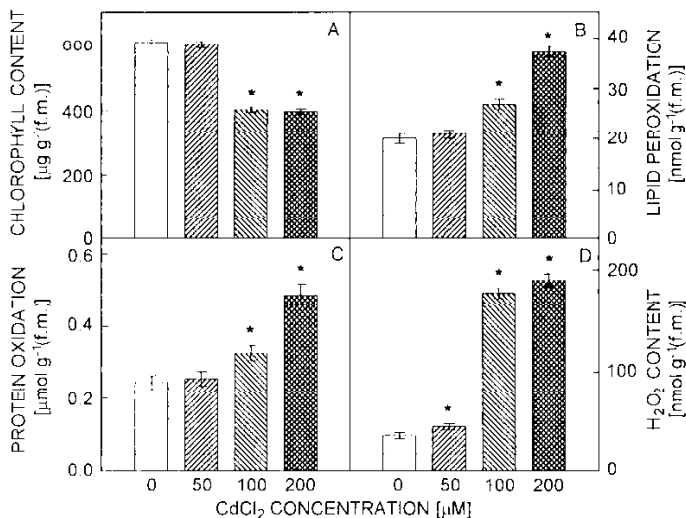 A
B
CHLOROPHYLL CONTENT
[μg g⁻¹(f.m.)]
600
400
200
0
40
30
20
10
0
LIPID PEROXIDATION
[nmol g⁻¹(f.m.)]
* *
* *
C
D
PROTEIN OXIDATION
[μmol g⁻¹(f.m.)]
0.6
0.4
0.2
0.0
200
100
0
H₂O₂ CONTENT
[nmol g⁻¹(f.m.)]
* *
* * *
0 50 100 200 0 50 100 200
CdCl₂ CONCENTRATION [μM]